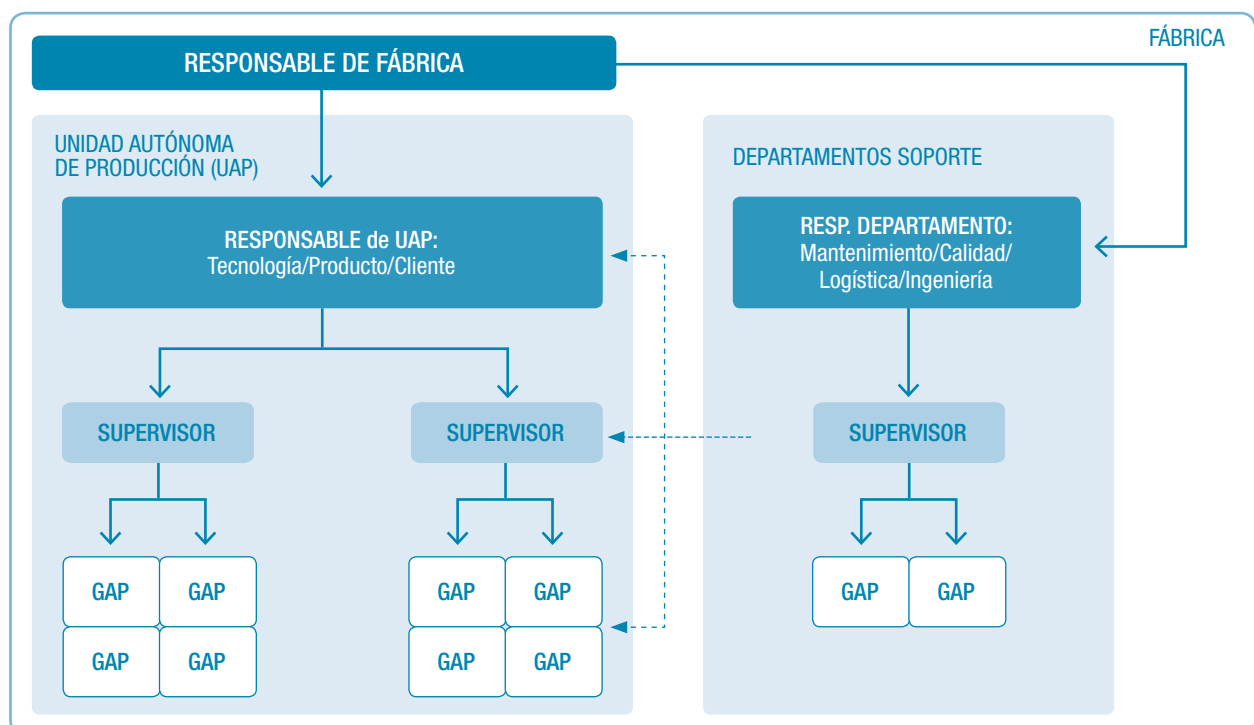 FÁBRICA
RESPONSABLE DE FÁBRICA
UNIDAD AUTÓNOMA
DE PRODUCCIÓN (UAP)
RESPONSABLE de UAP:
Tecnología/Producto/Cliente
SUPERVISOR
SUPERVISOR
GAP GAP
GAP GAP
GAP GAP
GAP GAP
DEPARTAMENTOS SOPORTE
RESP. DEPARTAMENTO:
Mantenimiento/Calidad/
Logística/Ingeniería
SUPERVISOR
GAP GAP